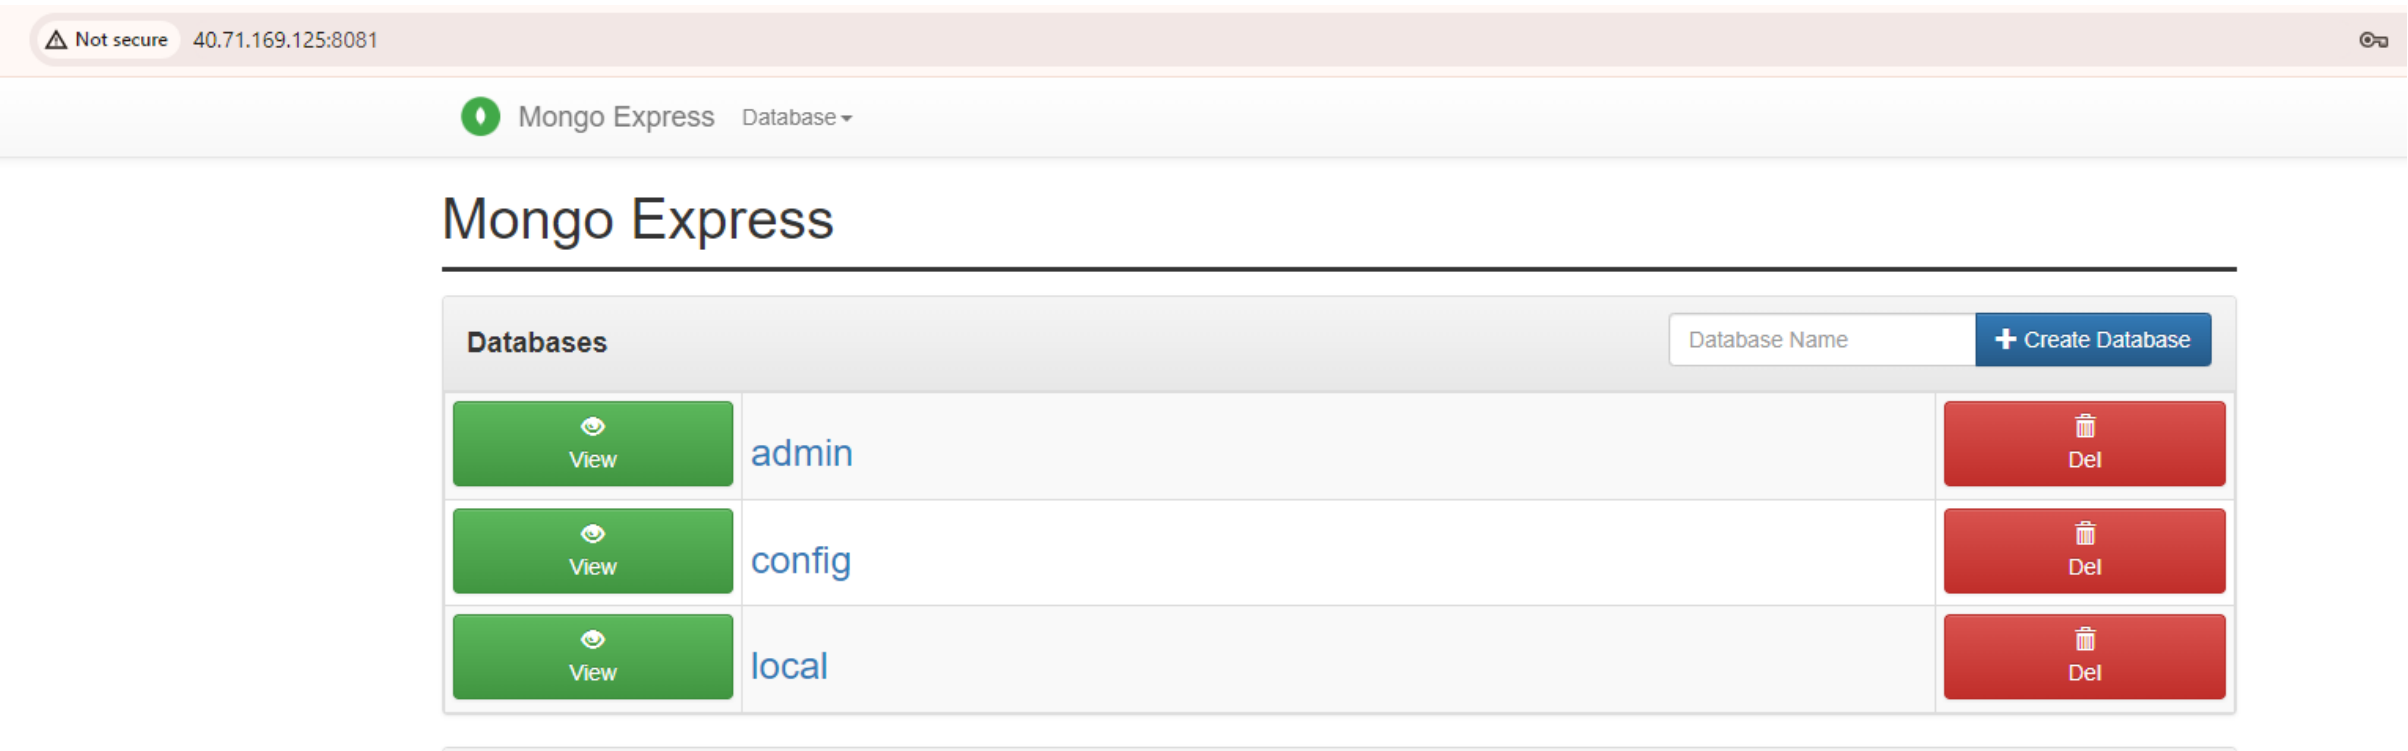 Not secure 40.71.169.125:8081
Mongo Express Database
Mongo Express
Databases Database Name Create Database
View admin Del
View config Del
View local Del